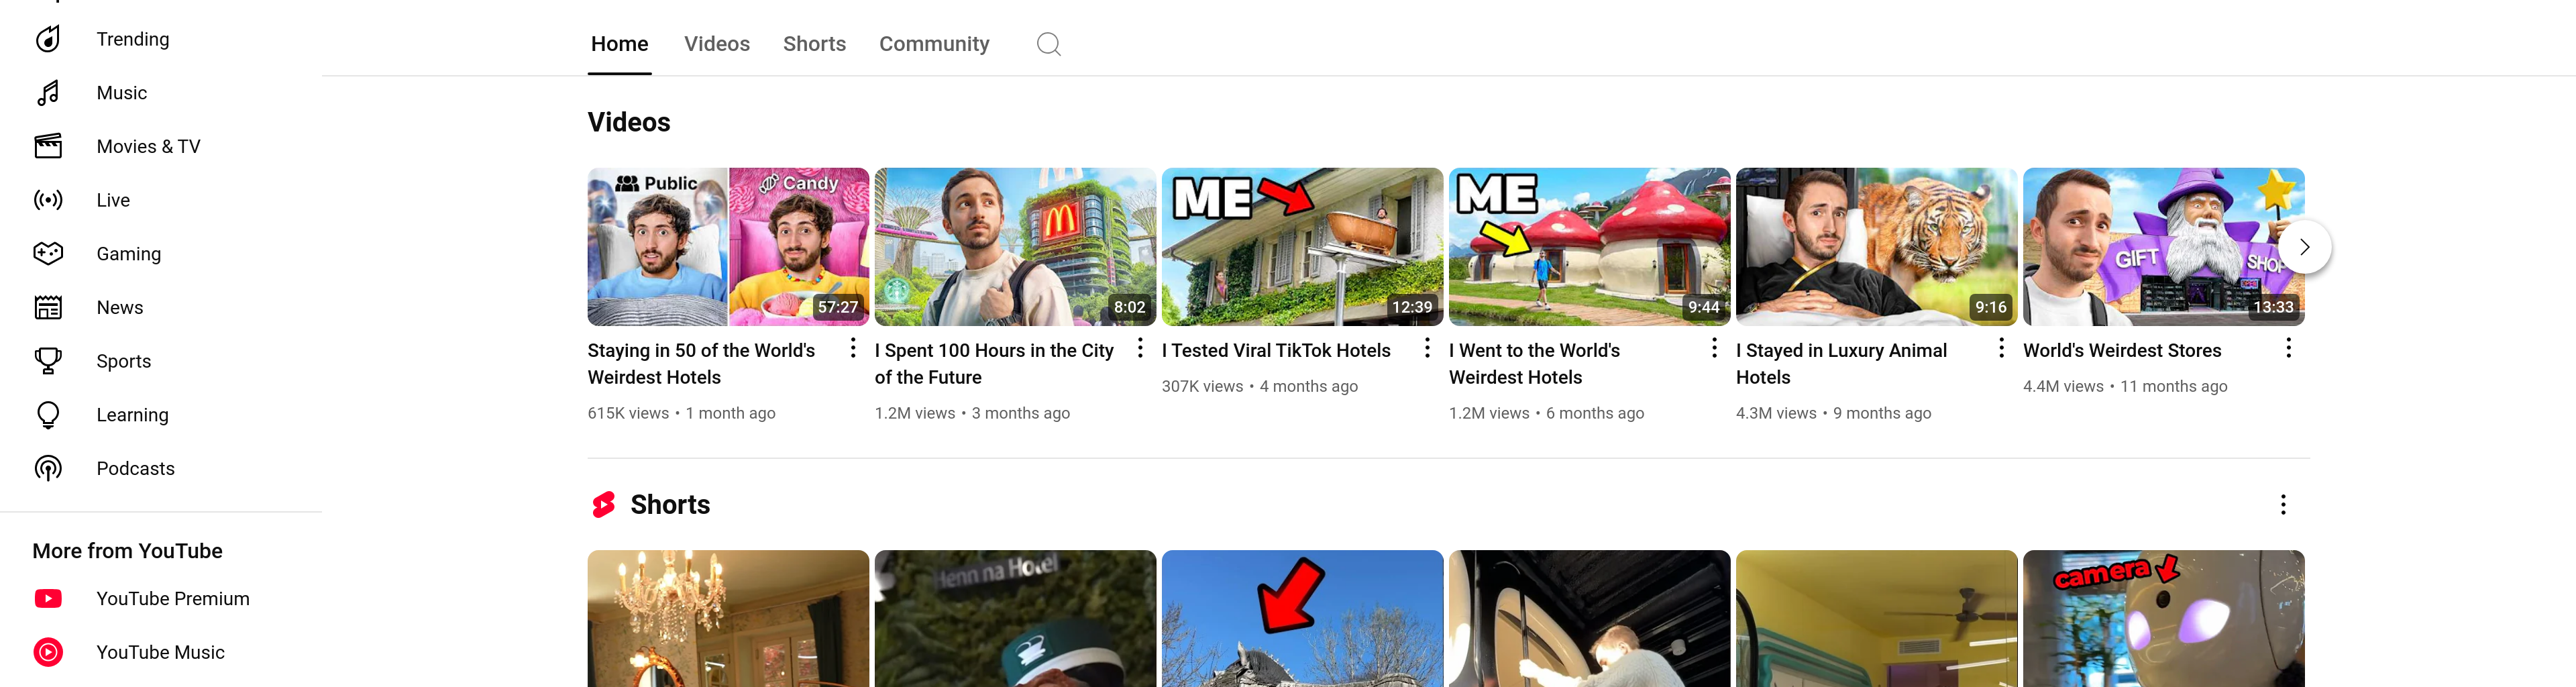 Trending
Music
Movies & TV
Live
Gaming
News
Sports
Learning
Podcasts
More from YouTube
YouTube Premium
YouTube Music
Home Videos Shorts Community
Videos
Public Candy
57:27
Staying in 50 of the World's
Weirdest Hotels
615K views • 1 month ago
8:02
I Spent 100 Hours in the City
of the Future
1.2M views • 3 months ago
ME
12:39
I Tested Viral TikTok Hotels
307K views • 4 months ago
ME
9:44
I Went to the World's
Weirdest Hotels
1.2M views • 6 months ago
9:16
I Stayed in Luxury Animal
Hotels
4.3M views • 9 months ago
GIFT SHOP
13:33
World's Weirdest Stores
4.4M views • 11 months ago
Shorts
Henn na Hotel
camera